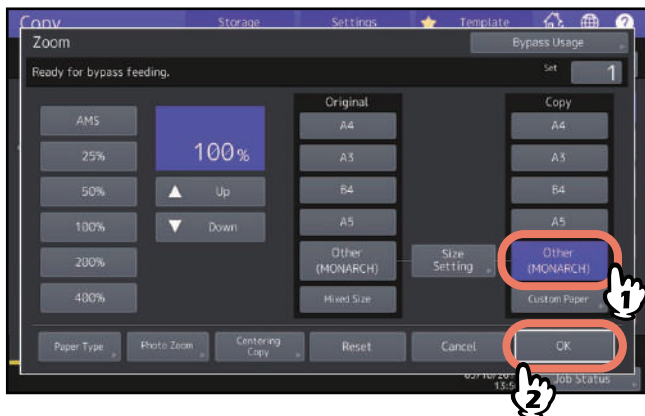 Copy Storage Settings Template
Zoom Bypass Usage
Ready for bypass feeding. Set 1
Original Copy
AMS A4 A4
25% 100% A3 A3
50% Up B4 B4
100% Down A5 A5
200% Other (MONARCH) Size Setting Other (MONARCH)
400% Mixed Size Custom Paper
1
Paper Type Photo Zoom Centering Copy Reset Cancel OK
Job Status
2